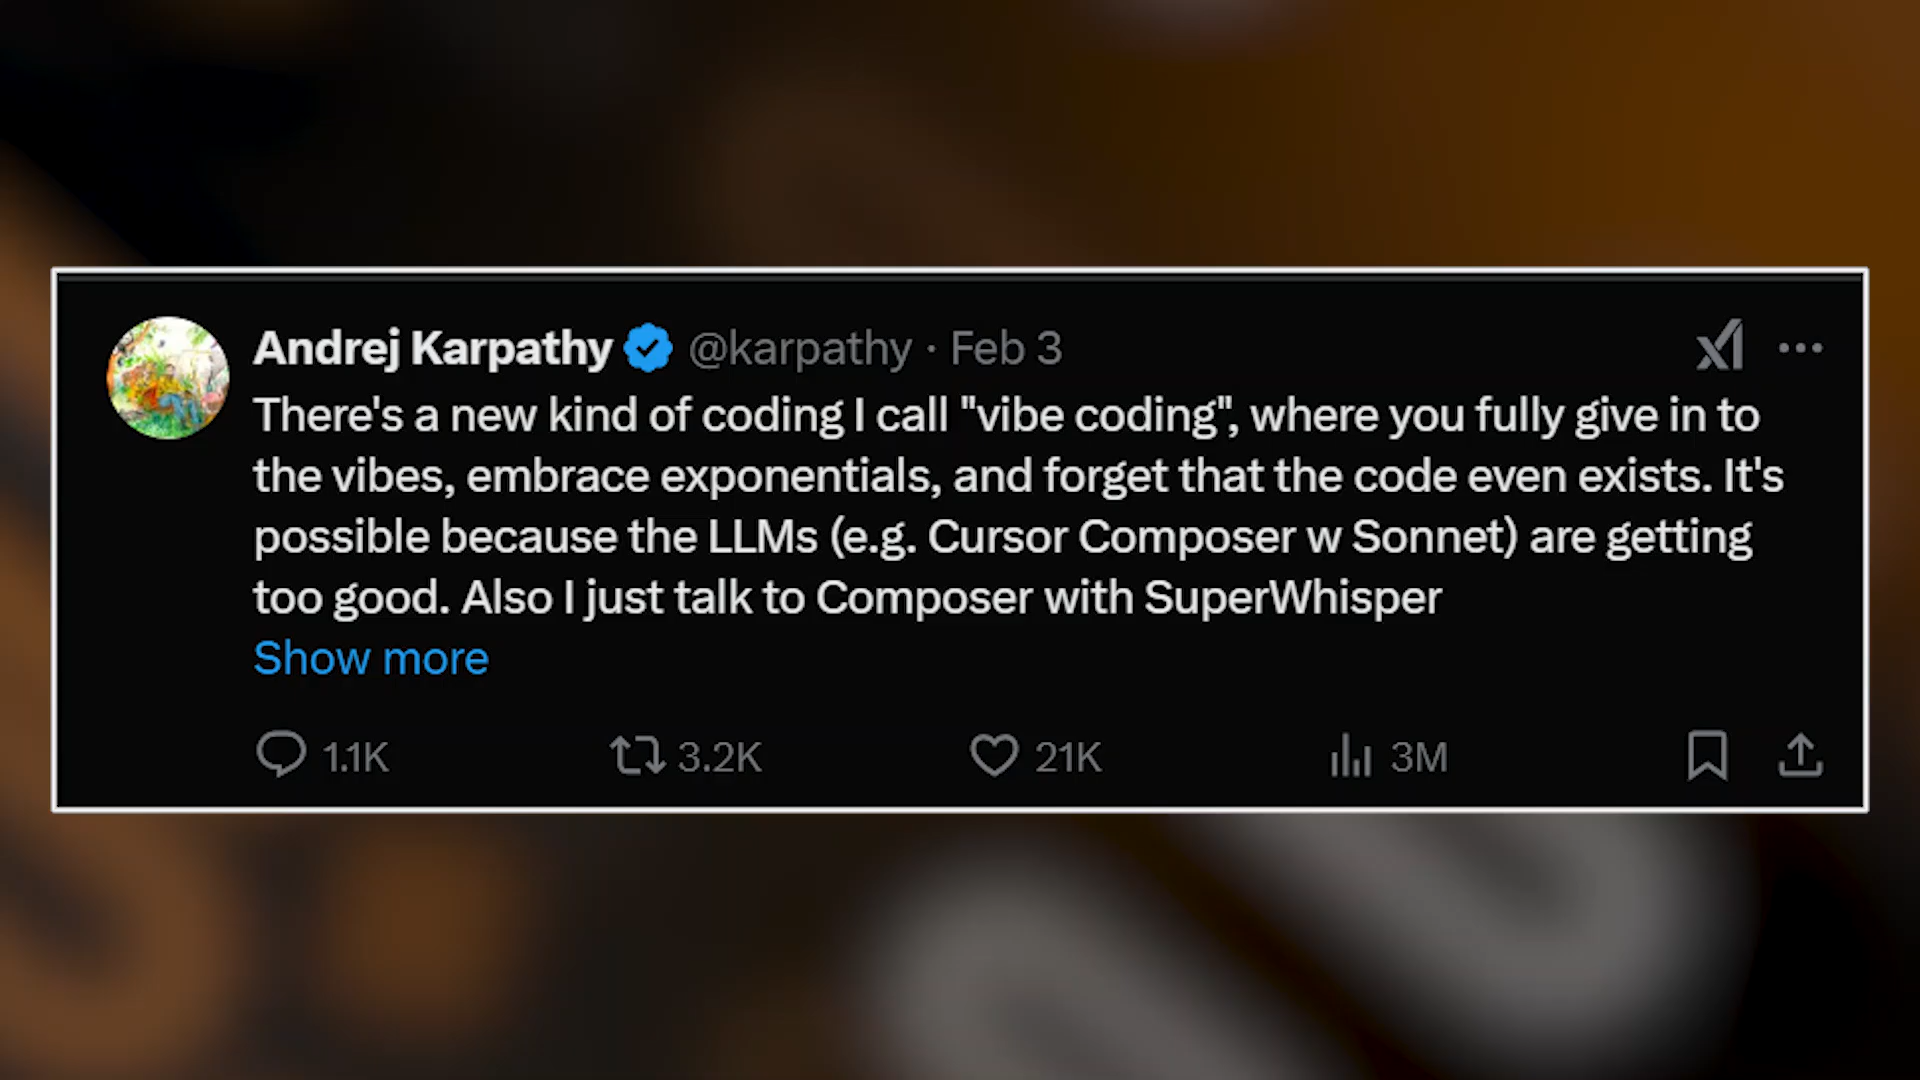 Andrej Karpathy @karpathy · Feb 3
There's a new kind of coding I call "vibe coding", where you fully give in to
the vibes, embrace exponentials, and forget that the code even exists. It's
possible because the LLMs (e.g. Cursor Composer w Sonnet) are getting
too good. Also I just talk to Composer with SuperWhisper
Show more
1.1K 3.2K 21K 3M